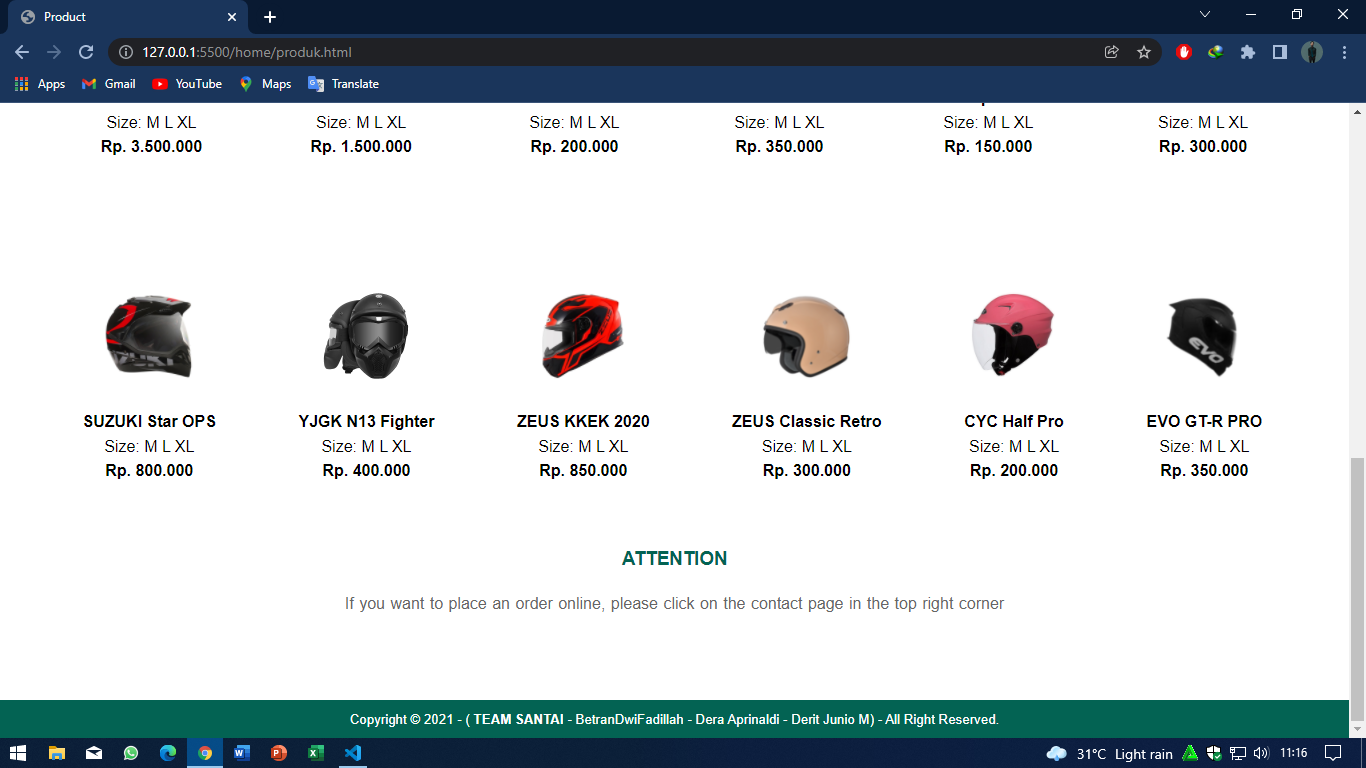 Product
127.0.0.1:5500/home/produk.html
Apps Gmail YouTube Maps Translate
Size: M L XL Size: M L XL Size: M L XL Size: M L XL Size: M L XL Size: M L XL
Rp. 3.500.000 Rp. 1.500.000 Rp. 200.000 Rp. 350.000 Rp. 150.000 Rp. 300.000
EVO
SUZUKI Star OPS YJGK N13 Fighter ZEUS KKEK 2020 ZEUS Classic Retro CYC Half Pro EVO GT-R PRO
Size: M L XL Size: M L XL Size: M L XL Size: M L XL Size: M L XL Size: M L XL
Rp. 800.000 Rp. 400.000 Rp. 850.000 Rp. 300.000 Rp. 200.000 Rp. 350.000
ATTENTION
If you want to place an order online, please click on the contact page in the top right corner
Copyright © 2021 - ( TEAM SANTAI - BetranDwiFadillah - Dera Aprinaldi - Derit Junio M) - All Right Reserved.
31°C Light rain 11:16